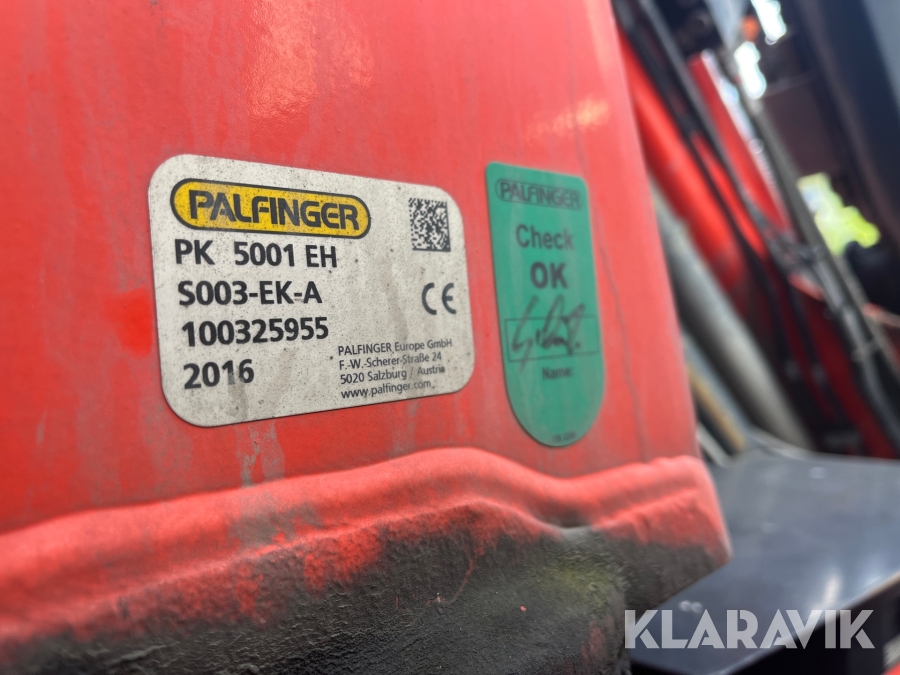 PALFINGER
PK 5001 EH
S003-EK-A
100325955
2016
CE
PALFINGER Europe GmbH
F.-W.-Scherer-Straße 24
5020 Salzburg / Austria
www.palfinger.com
PALFINGER
Check
OK
Name:
KLARAVIK